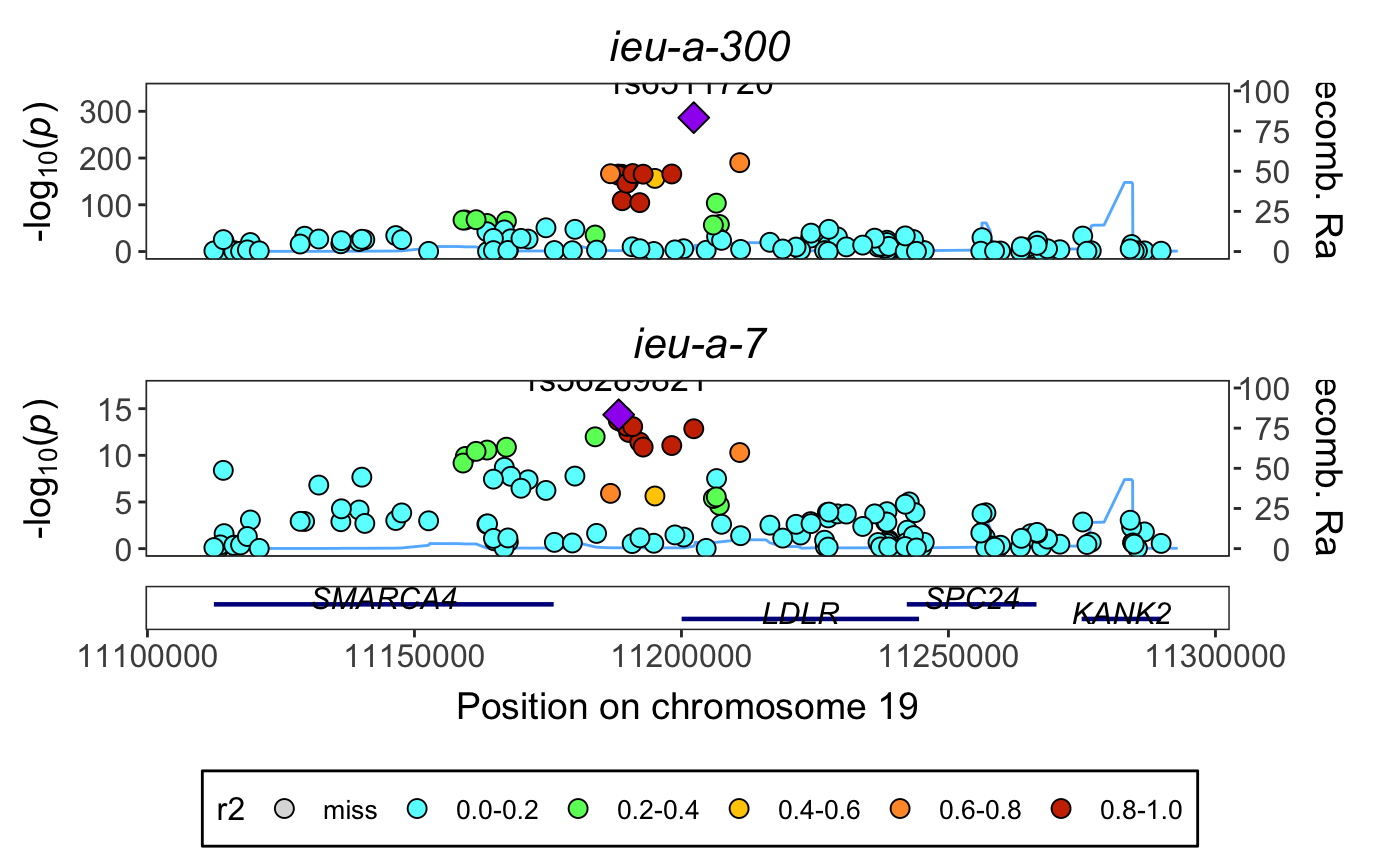 ieu-a-300
rs6511720
-log10(p)
300
200
100
0
100
75
50
25
0
ecomb. Ra
ieu-a-7
rs56289821
-log10(p)
15
10
5
0
100
75
50
25
0
ecomb. Ra
SMARCA4
LDLR
SPC24
KANK2
11100000 11150000 11200000 11250000 11300000
Position on chromosome 19
r2 miss 0.0-0.2 0.2-0.4 0.4-0.6 0.6-0.8 0.8-1.0